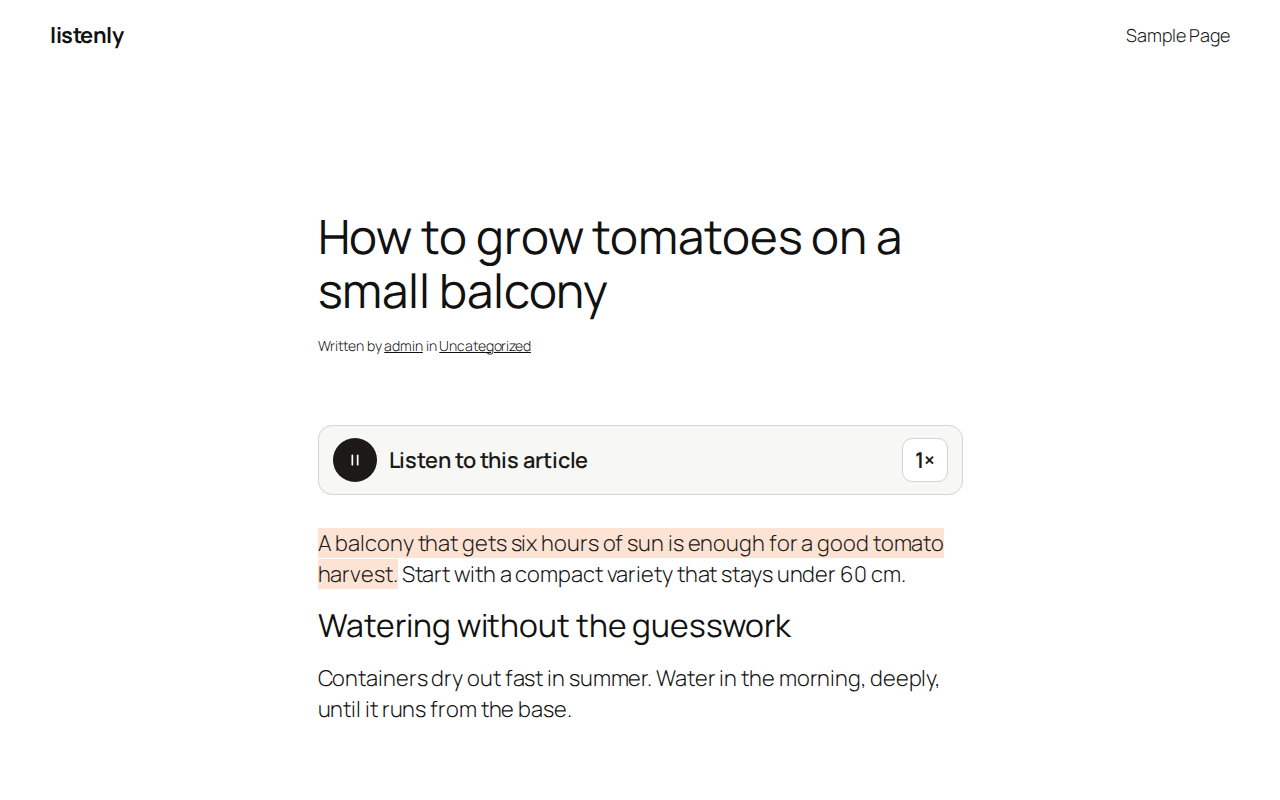 listenly
Sample Page
How to grow tomatoes on a
small balcony
Written by admin in Uncategorized
Listen to this article
1×
A balcony that gets six hours of sun is enough for a good tomato
harvest. Start with a compact variety that stays under 60 cm.
Watering without the guesswork
Containers dry out fast in summer. Water in the morning, deeply,
until it runs from the base.